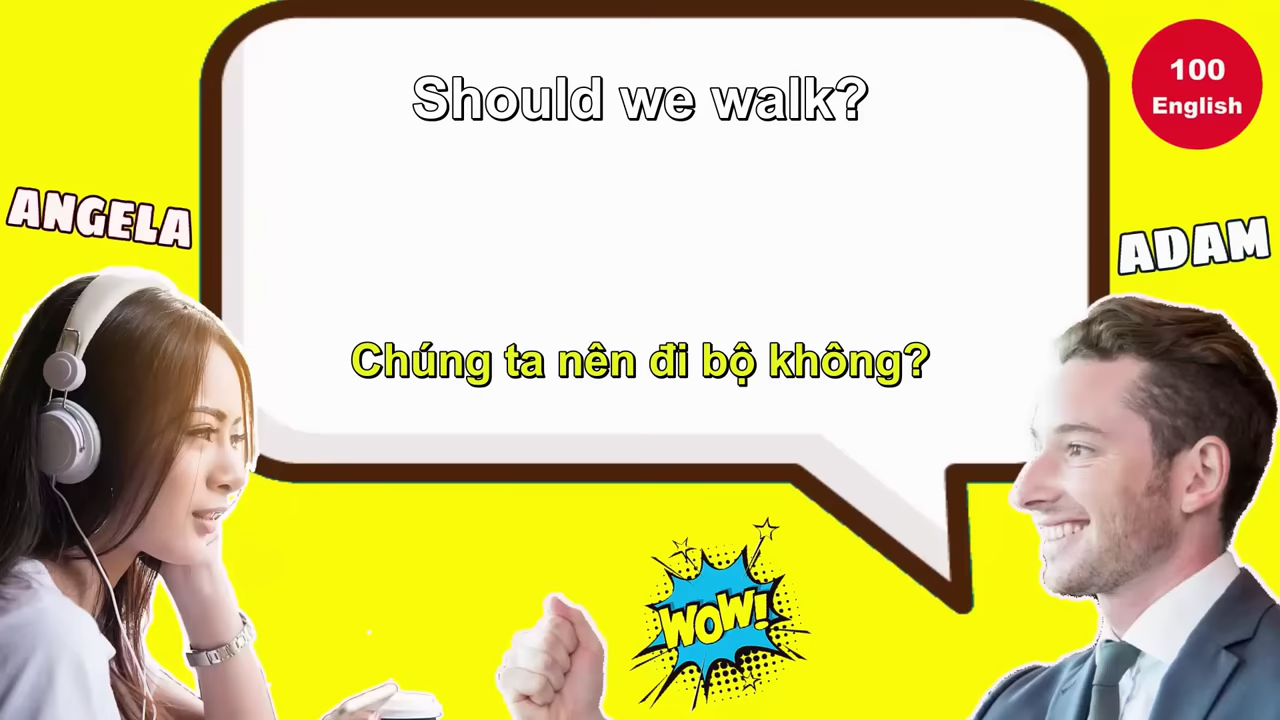 Should we walk?
100
English
ANGELA
ADAM
Chúng ta nên đi bộ không?
WOW!